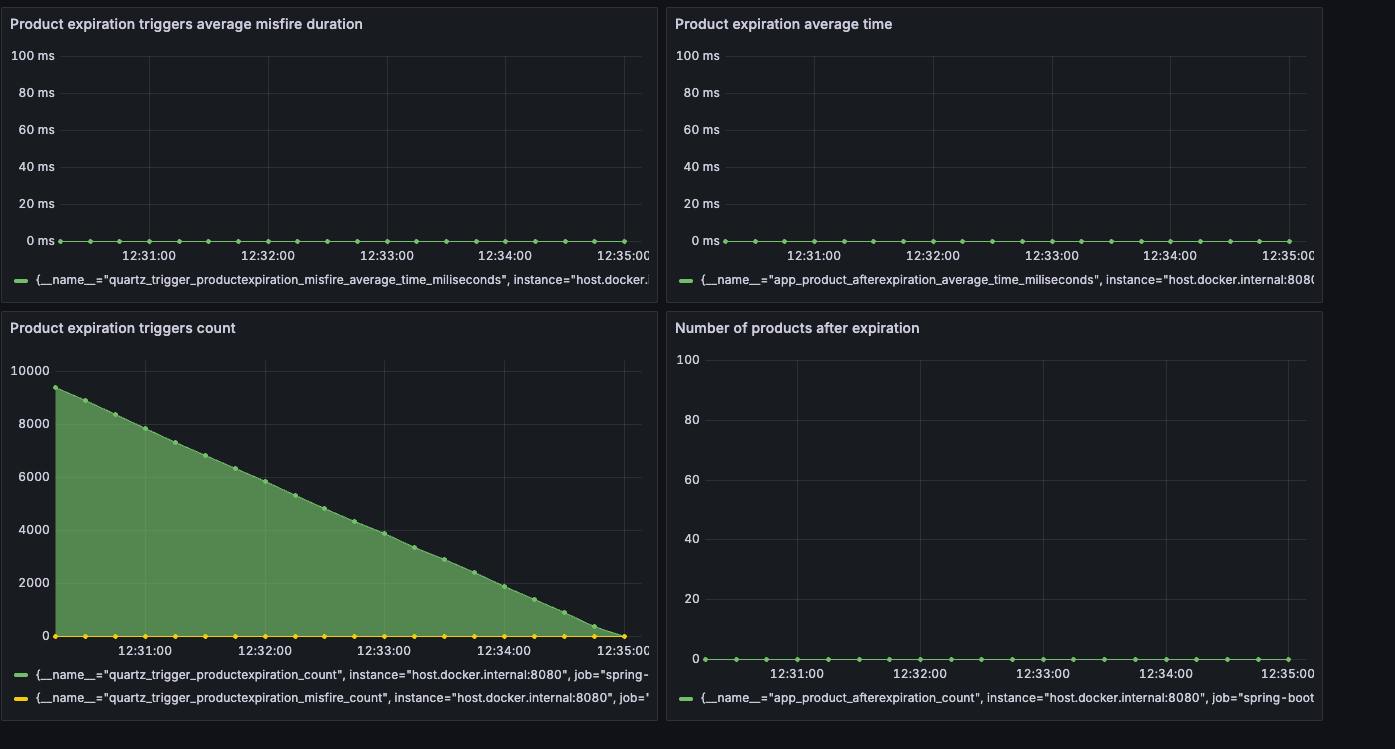 Product expiration triggers average misfire duration
100 ms
80 ms
60 ms
40 ms
20 ms
0 ms
12:31:00 12:32:00 12:33:00 12:34:00 12:35:00
{__name__="quartz_trigger_productexpiration_misfire_average_time_miliseconds", instance="host.docker.i
Product expiration average time
100 ms
80 ms
60 ms
40 ms
20 ms
0 ms
12:31:00 12:32:00 12:33:00 12:34:00 12:35:00
{__name__="app_product_afterexpiration_average_time_miliseconds", instance="host.docker.internal:8080
Product expiration triggers count
10000
8000
6000
4000
2000
0
12:31:00 12:32:00 12:33:00 12:34:00 12:35:00
{__name__="quartz_trigger_productexpiration_count", instance="host.docker.internal:8080", job="spring-
{__name__="quartz_trigger_productexpiration_misfire_count", instance="host.docker.internal:8080", job="
Number of products after expiration
100
80
60
40
20
0
12:31:00 12:32:00 12:33:00 12:34:00 12:35:00
{__name__="app_product_afterexpiration_count", instance="host.docker.internal:8080", job="spring-boot